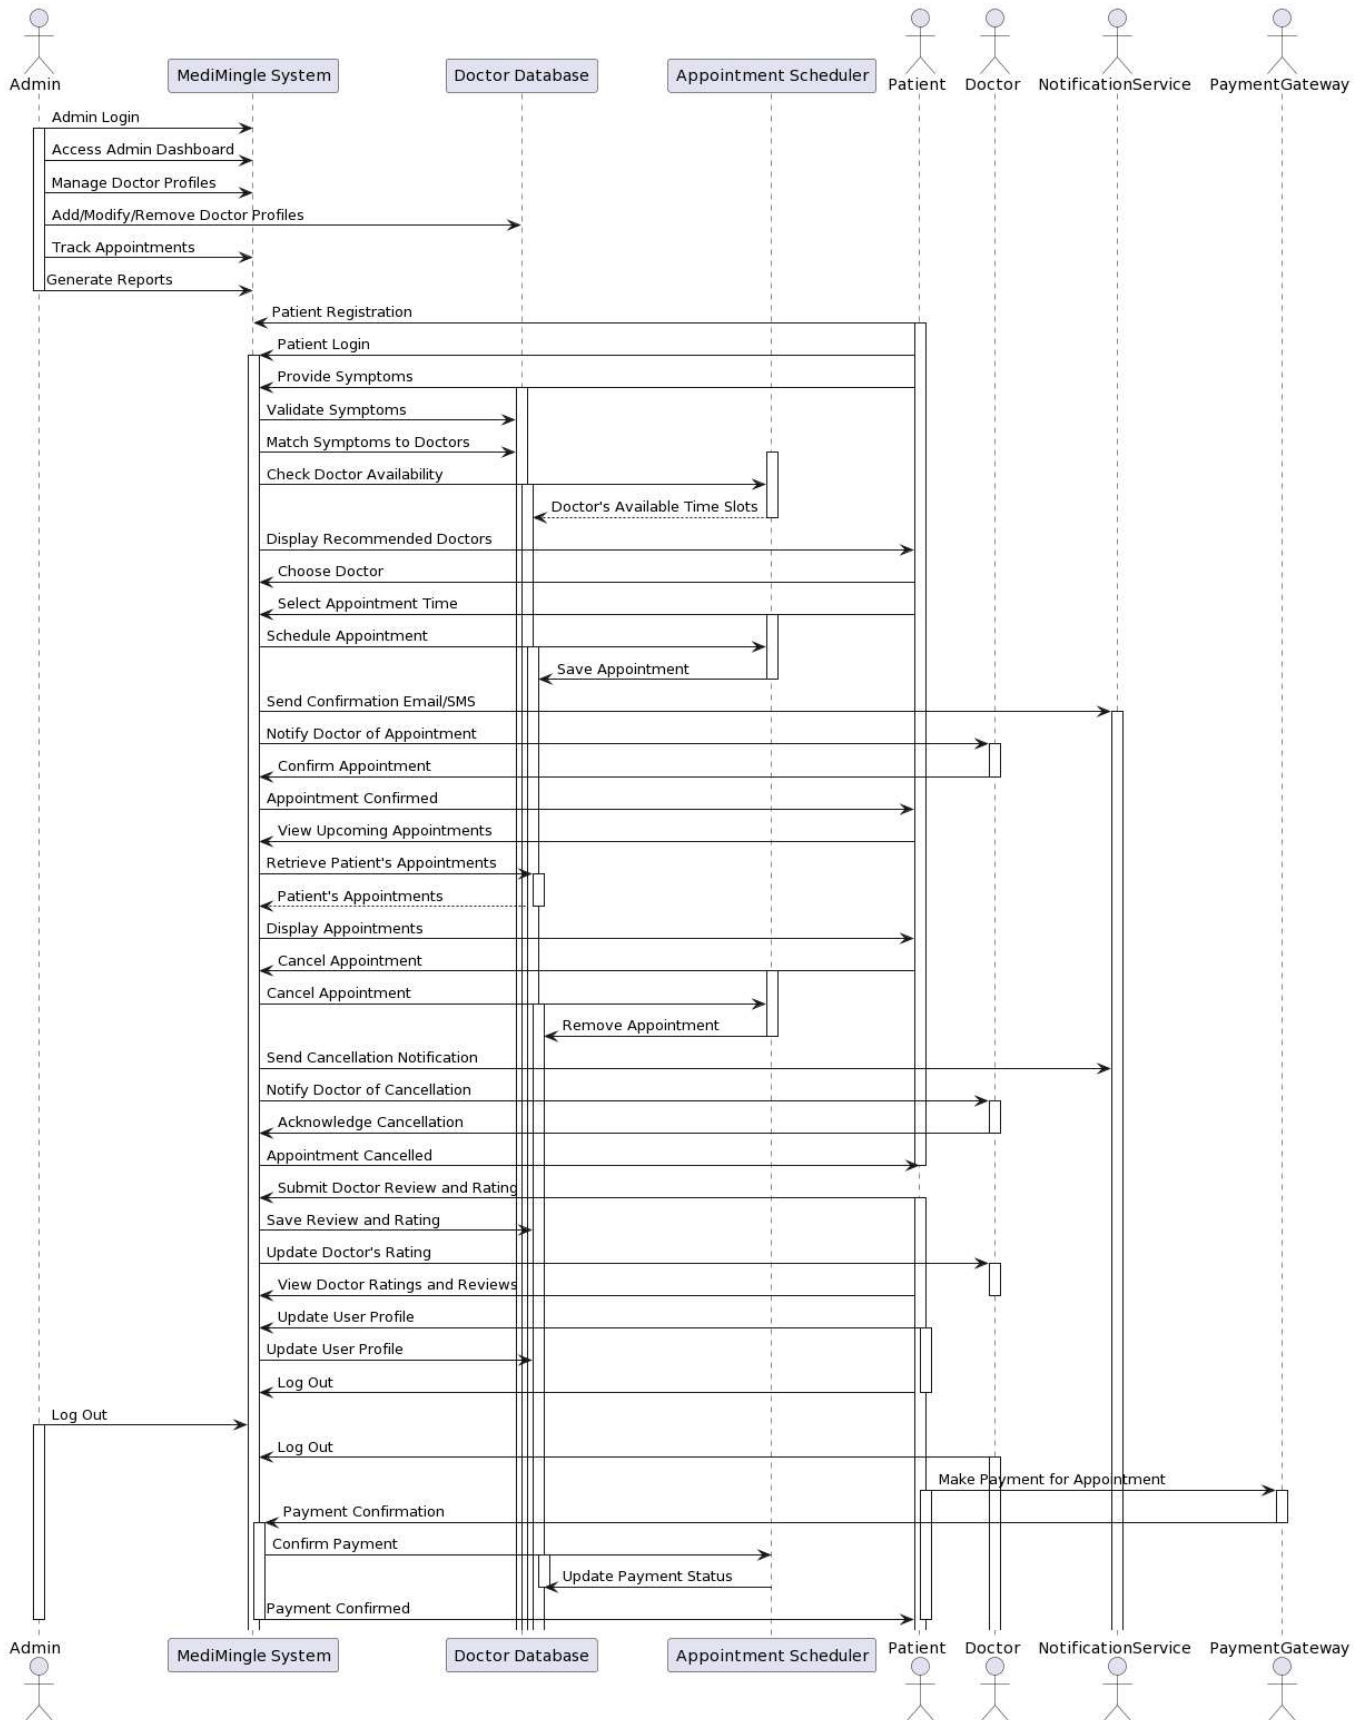 Admin
MediMingle System
Doctor Database
Appointment Scheduler
Patient
Doctor
NotificationService
PaymentGateway
Admin Login
Access Admin Dashboard
Manage Doctor Profiles
Add/Modify/Remove Doctor Profiles
Track Appointments
Generate Reports
Patient Registration
Patient Login
Provide Symptoms
Validate Symptoms
Match Symptoms to Doctors
Check Doctor Availability
Doctor's Available Time Slots
Display Recommended Doctors
Choose Doctor
Select Appointment Time
Schedule Appointment
Save Appointment
Send Confirmation Email/SMS
Notify Doctor of Appointment
Confirm Appointment
Appointment Confirmed
View Upcoming Appointments
Retrieve Patient's Appointments
Patient's Appointments
Display Appointments
Cancel Appointment
Cancel Appointment
Remove Appointment
Send Cancellation Notification
Notify Doctor of Cancellation
Acknowledge Cancellation
Appointment Cancelled
Submit Doctor Review and Rating
Save Review and Rating
Update Doctor's Rating
View Doctor Ratings and Reviews
Update User Profile
Update User Profile
Log Out
Log Out
Log Out
Make Payment for Appointment
Payment Confirmation
Confirm Payment
Update Payment Status
Payment Confirmed
Admin
MediMingle System
Doctor Database
Appointment Scheduler
Patient
Doctor
NotificationService
PaymentGateway